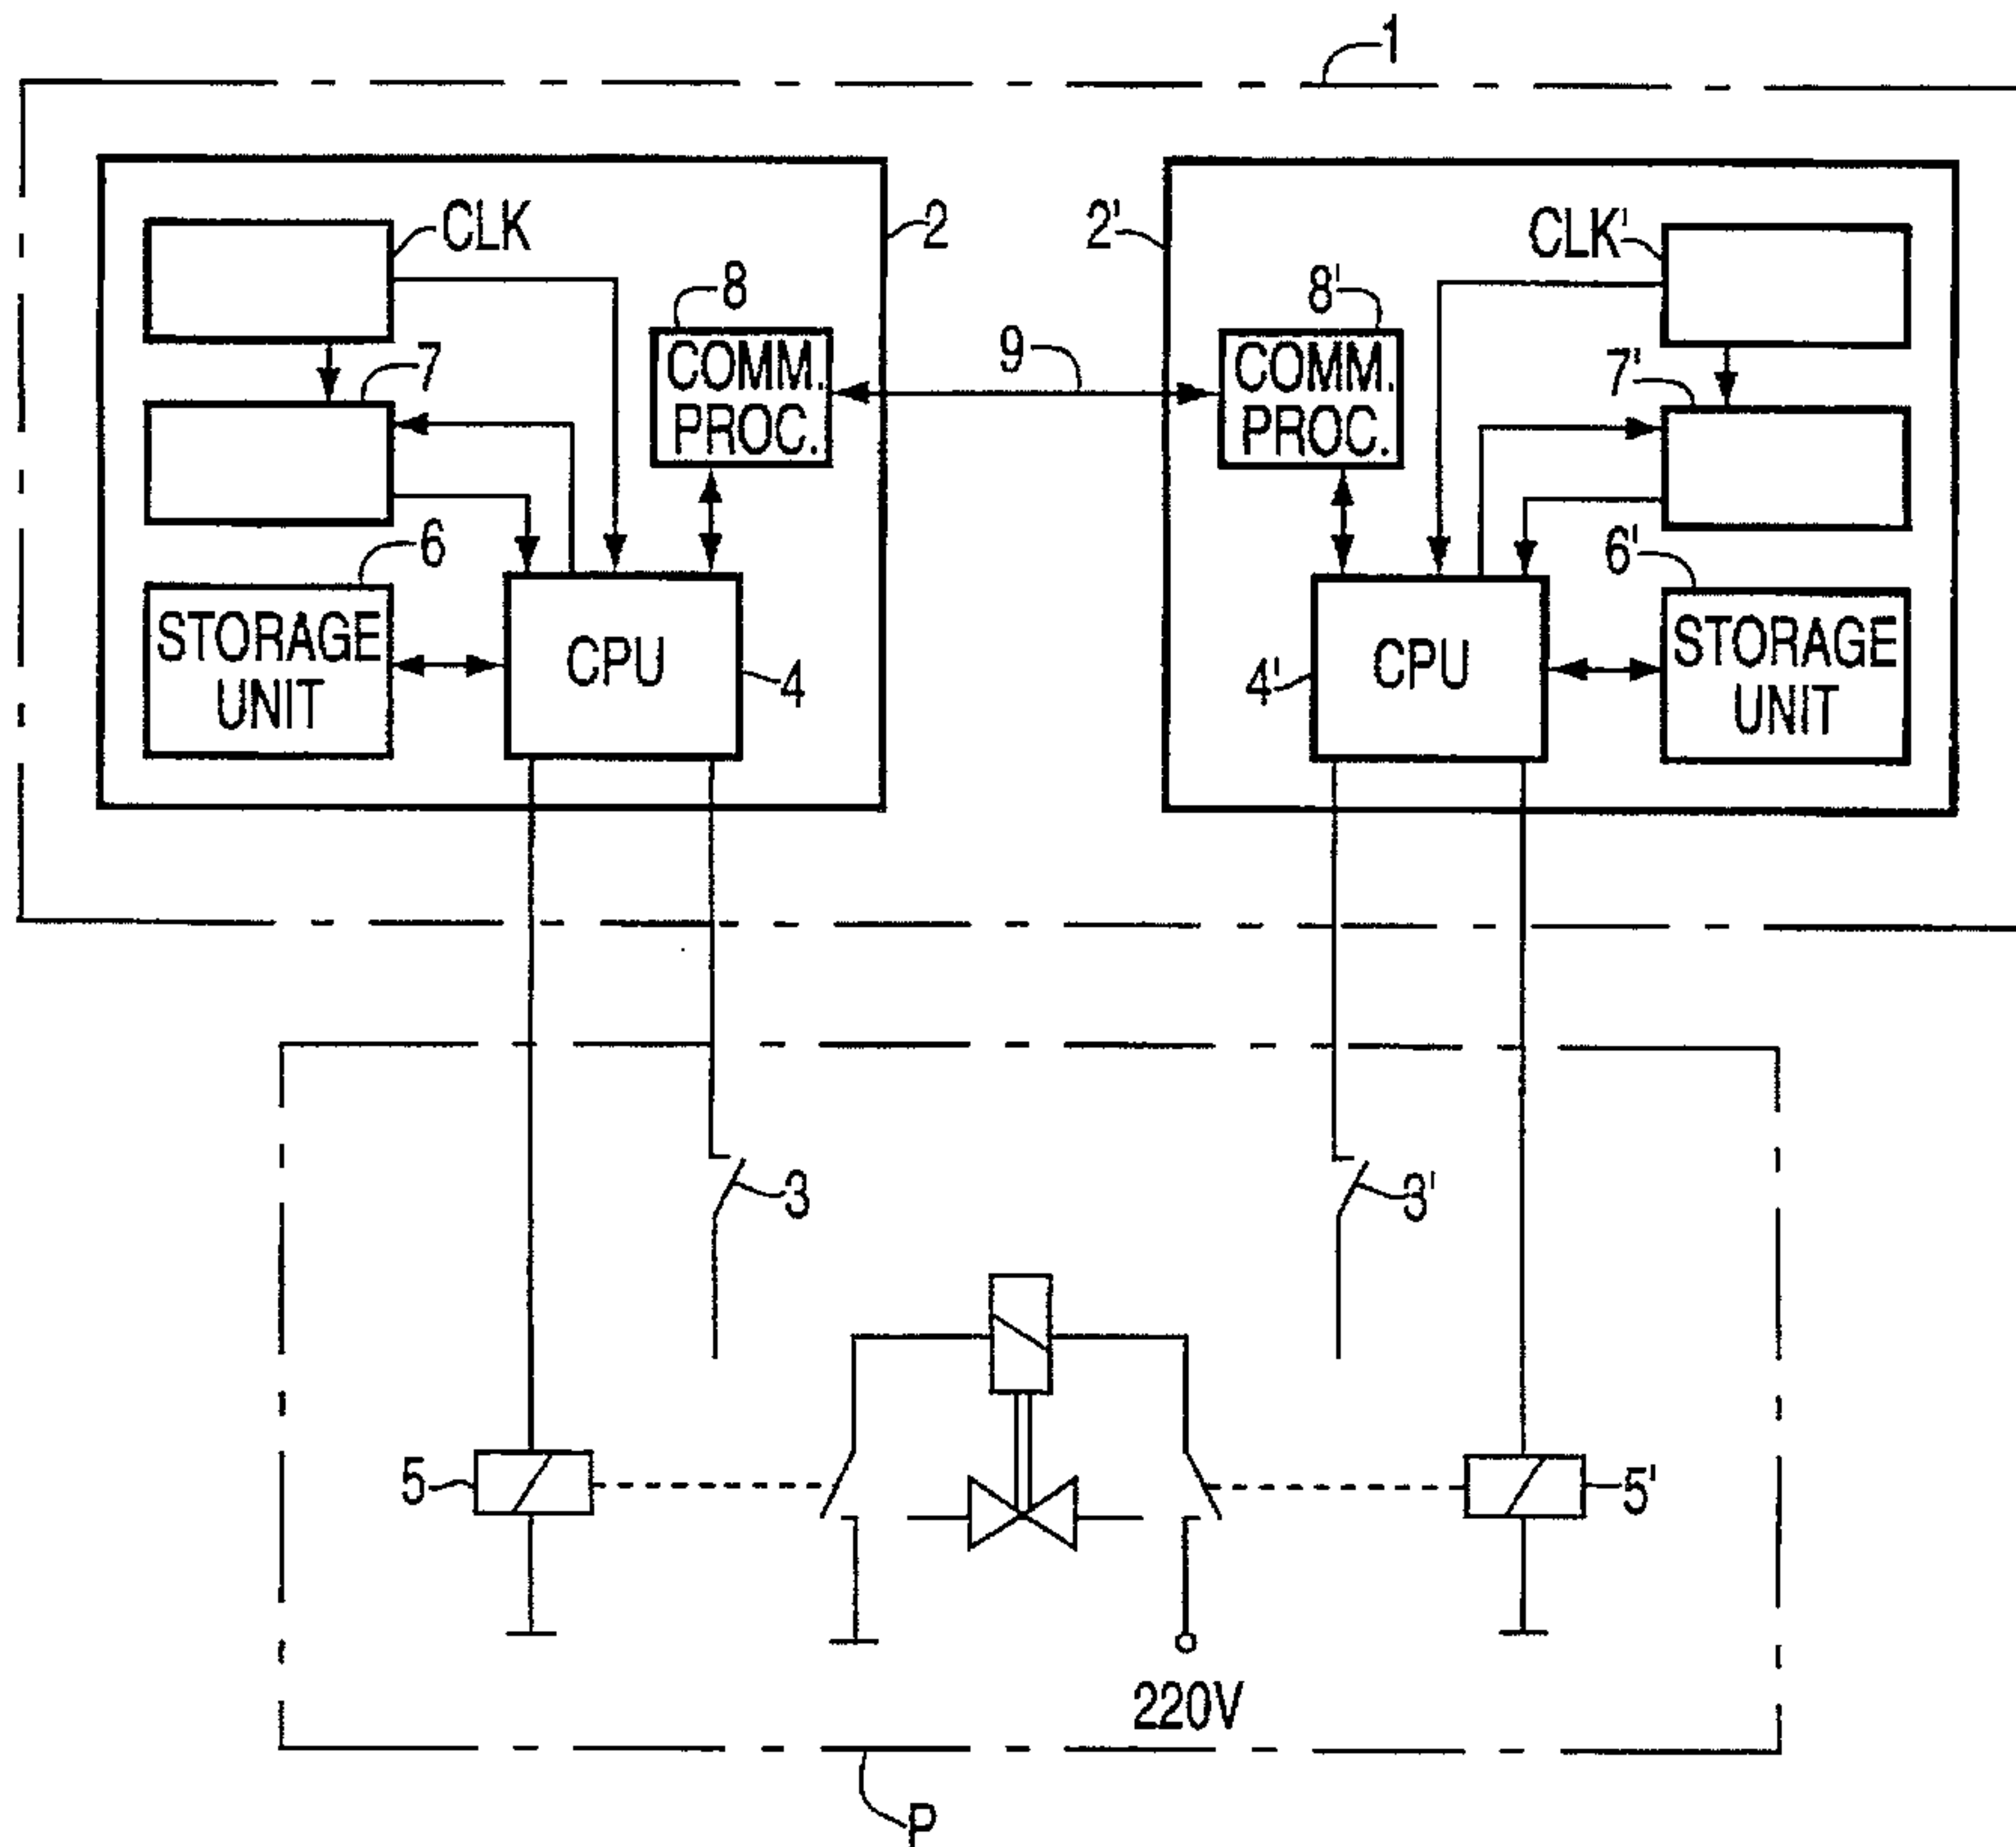 1
CLK
2
2'
CLK'
8
COMM.
PROC.
9
8'
COMM.
PROC.
7
7'
6
STORAGE
UNIT
CPU
4
4'
CPU
6'
STORAGE
UNIT
3
3'
5
5'
220V
P